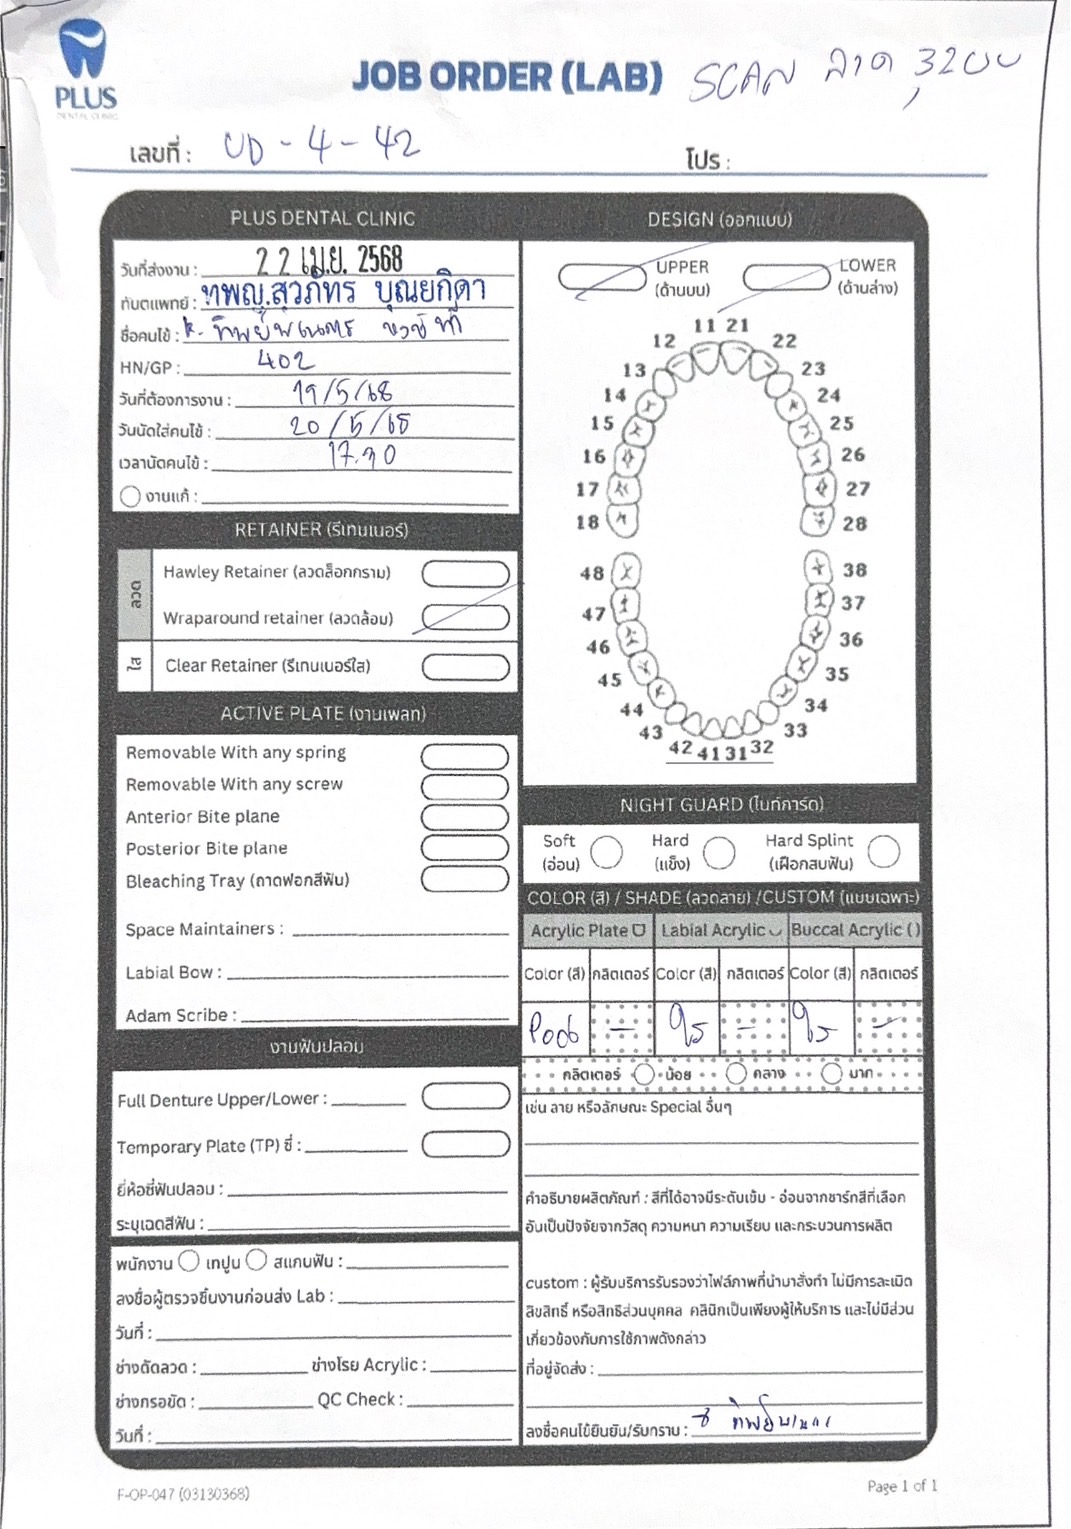 PLUS
DENTAL CLINIC
JOB ORDER (LAB) SCAN ลวด 3,200
เลขที่ : UD - 4 - 42
โปร :
PLUS DENTAL CLINIC
วันที่ส่งงาน : 22 เม.ย. 2568
ทันตแพทย์ : ทพญ.สุวภัทร บุณยกิดา
ชื่อคนไข้ : K.
HN/GP : 402
วันที่ต้องการงาน : 19/5/68
วันนัดใส่คนไข้ : 20/5/68
เวลานัดคนไข้ : 17.30
งานแก้ :
RETAINER (รีเทนเนอร์)
ลวด
Hawley Retainer (ลวดล็อกกราม)
Wraparound retainer (ลวดล้อม)
ใส
Clear Retainer (รีเทนเนอร์ใส)
ACTIVE PLATE (งานเพลท)
Removable With any spring
Removable With any screw
Anterior Bite plane
Posterior Bite plane
Bleaching Tray (ถาดฟอกสีฟัน)
Space Maintainers :
Labial Bow :
Adam Scribe :
งานฟันปลอม
Full Denture Upper/Lower :
Temporary Plate (TP) ซี่ :
ยี่ห้อซี่ฟันปลอม :
ระบุเฉดสีฟัน :
พนักงาน เทปูน สแกนฟัน :
ลงชื่อผู้ตรวจชิ้นงานก่อนส่ง Lab :
วันที่ :
ช่างดัดลวด : ช่างโรย Acrylic :
ช่างกรอขัด : QC Check :
วันที่ :
DESIGN (ออกแบบ)
UPPER
(ด้านบน)
LOWER
(ด้านล่าง)
11 21
12 22
13 23
14 24
15 25
16 26
17 27
18 28
48 38
47 37
46 36
45 35
44 34
43 33
42 41 31 32
NIGHT GUARD (ไนท์การ์ด)
Soft
(อ่อน)
Hard
(แข็ง)
Hard Splint
(เฝือกสบฟัน)
COLOR (สี) / SHADE (ลวดลาย) /CUSTOM (แบบเฉพาะ)
Acrylic Plate Labial Acrylic Buccal Acrylic ( )
Color (สี) กลิตเตอร์ Color (สี) กลิตเตอร์ Color (สี) กลิตเตอร์
P006 - - -
กลิตเตอร์ น้อย กลาง มาก
เช่น ลาย หรือลักษณะ Special อื่นๆ
คำอธิบายผลิตภัณฑ์ : สีที่ได้อาจมีระดับเข้ม - อ่อนจากชาร์ทสีที่เลือก
อันเป็นปัจจัยจากวัสดุ ความหนา ความเรียบ และกระบวนการผลิต
custom : ผู้รับบริการรับรองว่าไฟล์ภาพที่นำมาสั่งทำ ไม่มีการละเมิด
ลิขสิทธิ์ หรือสิทธิส่วนบุคคล คลินิกเป็นเพียงผู้ให้บริการ และไม่มีส่วน
เกี่ยวข้องกับการใช้ภาพดังกล่าว
ที่อยู่จัดส่ง :
ลงชื่อคนไข้ยืนยัน/รับทราบ :
F-OP-047 (03130368)
Page 1 of 1